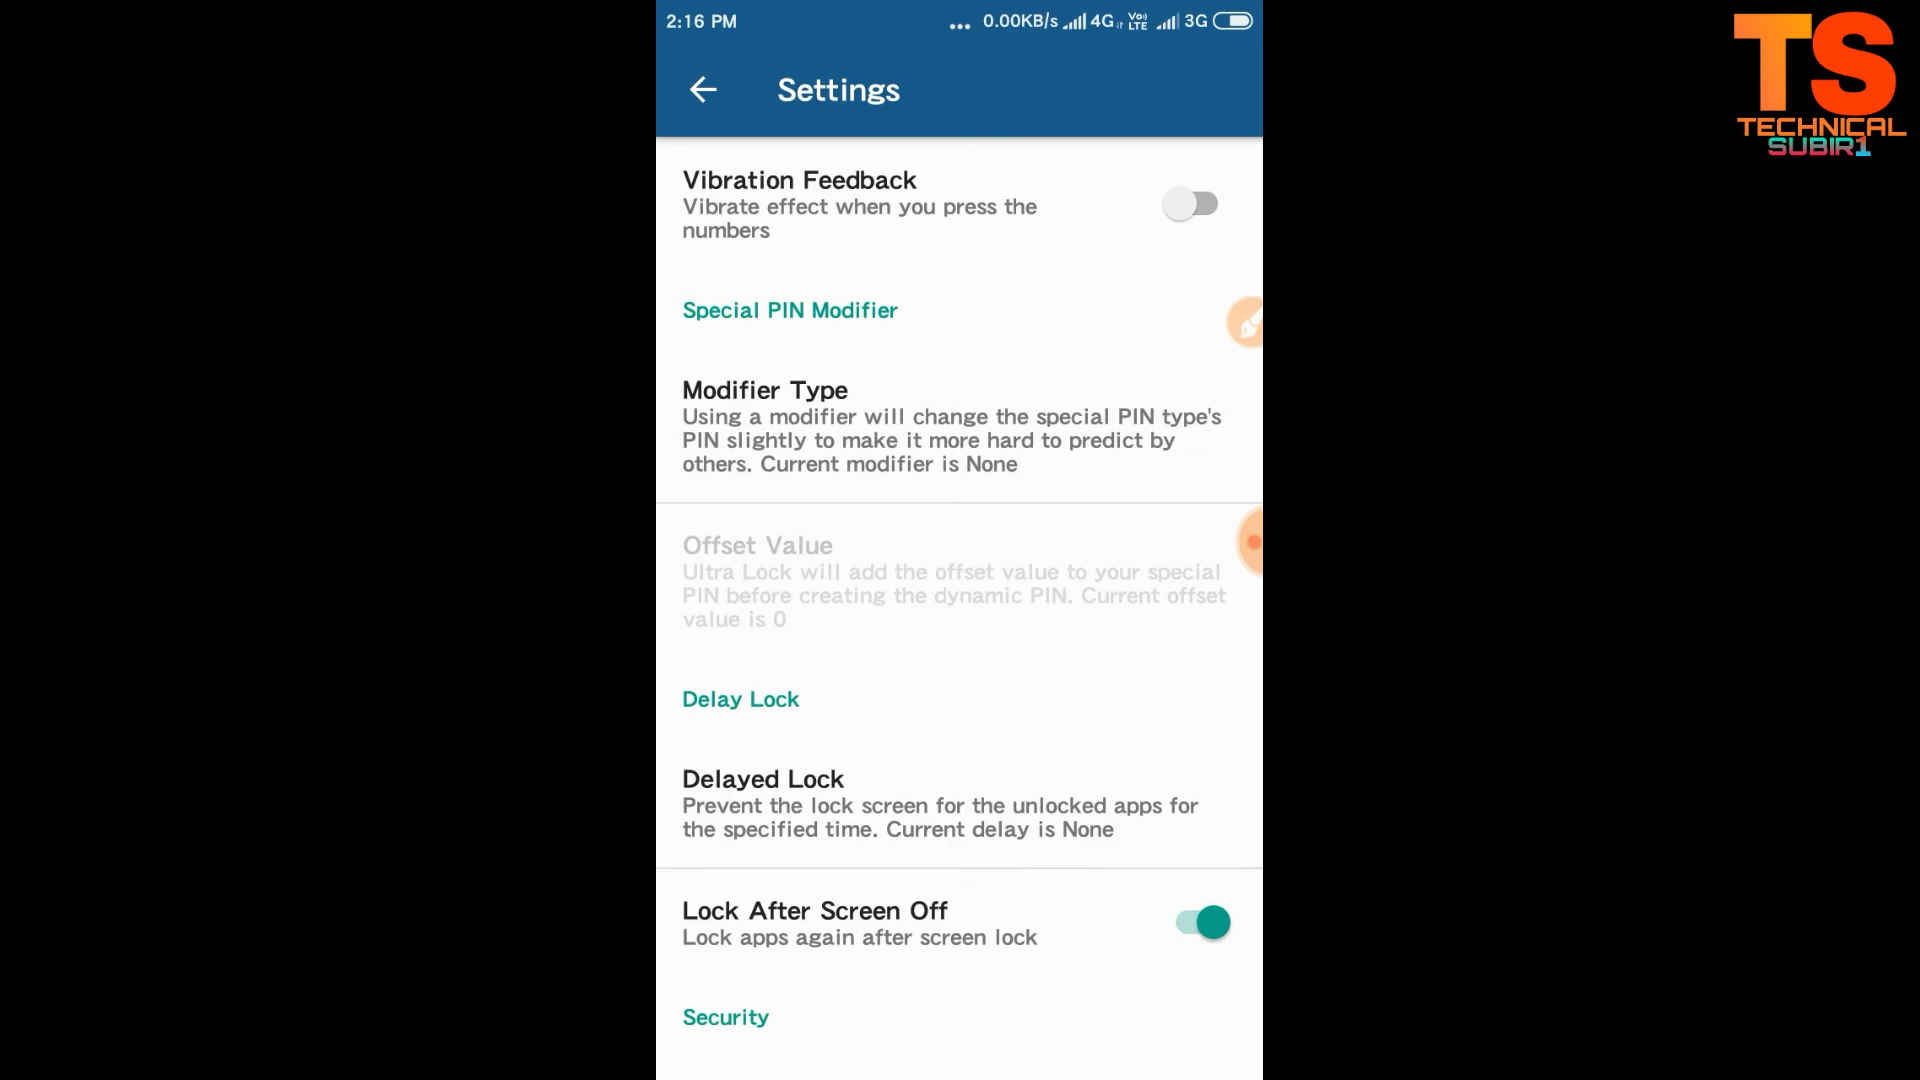 2:16 PM
... 0.00KB/s 4G Vo) LTE 3G
TS
TECHNICAL
SUBIR1
Settings
Vibration Feedback
Vibrate effect when you press the
numbers
Special PIN Modifier
Modifier Type
Using a modifier will change the special PIN type's
PIN slightly to make it more hard to predict by
others. Current modifier is None
Offset Value
Ultra Lock will add the offset value to your special
PIN before creating the dynamic PIN. Current offset
value is 0
Delay Lock
Delayed Lock
Prevent the lock screen for the unlocked apps for
the specified time. Current delay is None
Lock After Screen Off
Lock apps again after screen lock
Security